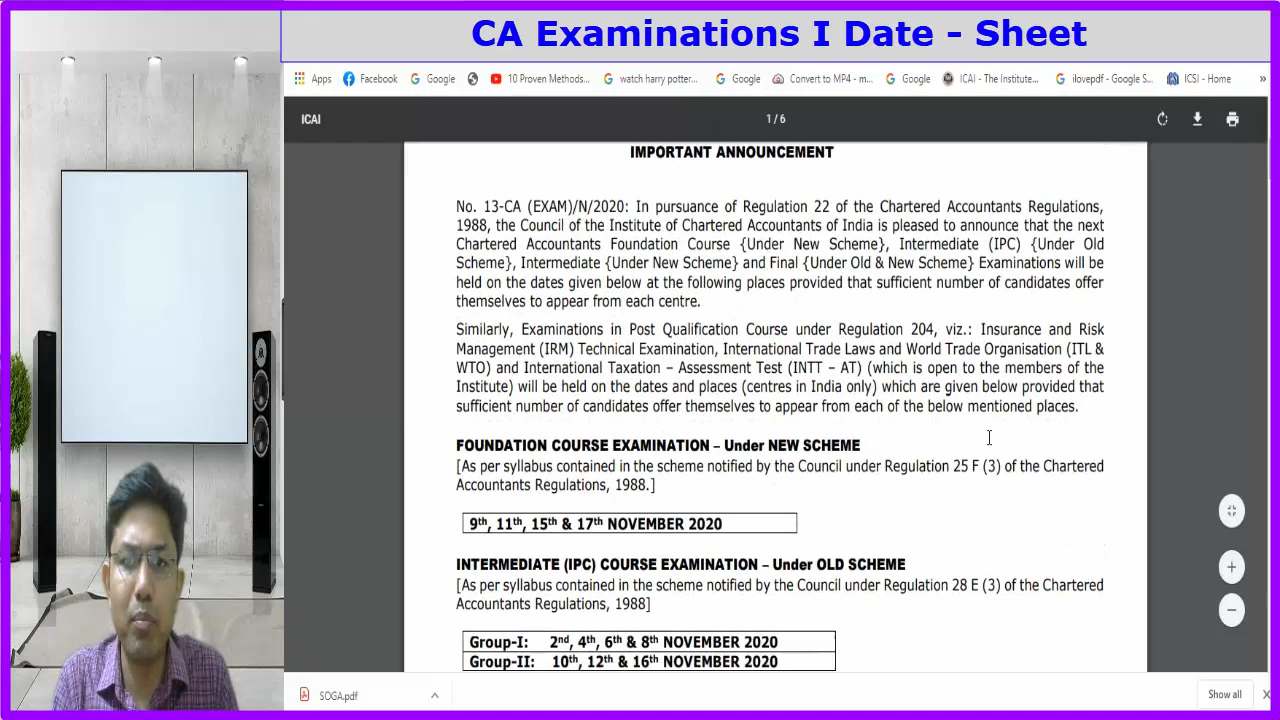 CA Examinations I Date - Sheet
Apps Facebook Google 10 Proven Methods... watch harry potter... Google Convert to MP4 - m... Google ICAI - The Institute... ilovepdf - Google S... ICSI - Home »
ICAI 1 / 6
IMPORTANT ANNOUNCEMENT
No. 13-CA (EXAM)/N/2020: In pursuance of Regulation 22 of the Chartered Accountants Regulations,
1988, the Council of the Institute of Chartered Accountants of India is pleased to announce that the next
Chartered Accountants Foundation Course {Under New Scheme}, Intermediate (IPC) {Under Old
Scheme}, Intermediate {Under New Scheme} and Final {Under Old & New Scheme} Examinations will be
held on the dates given below at the following places provided that sufficient number of candidates offer
themselves to appear from each centre.
Similarly, Examinations in Post Qualification Course under Regulation 204, viz.: Insurance and Risk
Management (IRM) Technical Examination, International Trade Laws and World Trade Organisation (ITL &
WTO) and International Taxation – Assessment Test (INTT – AT) (which is open to the members of the
Institute) will be held on the dates and places (centres in India only) which are given below provided that
sufficient number of candidates offer themselves to appear from each of the below mentioned places.
FOUNDATION COURSE EXAMINATION – Under NEW SCHEME
[As per syllabus contained in the scheme notified by the Council under Regulation 25 F (3) of the Chartered
Accountants Regulations, 1988.]
9th, 11th, 15th & 17th NOVEMBER 2020
INTERMEDIATE (IPC) COURSE EXAMINATION – Under OLD SCHEME
[As per syllabus contained in the scheme notified by the Council under Regulation 28 E (3) of the Chartered
Accountants Regulations, 1988]
Group-I: 2nd, 4th, 6th & 8th NOVEMBER 2020
Group-II: 10th, 12th & 16th NOVEMBER 2020
SOGA.pdf Show all